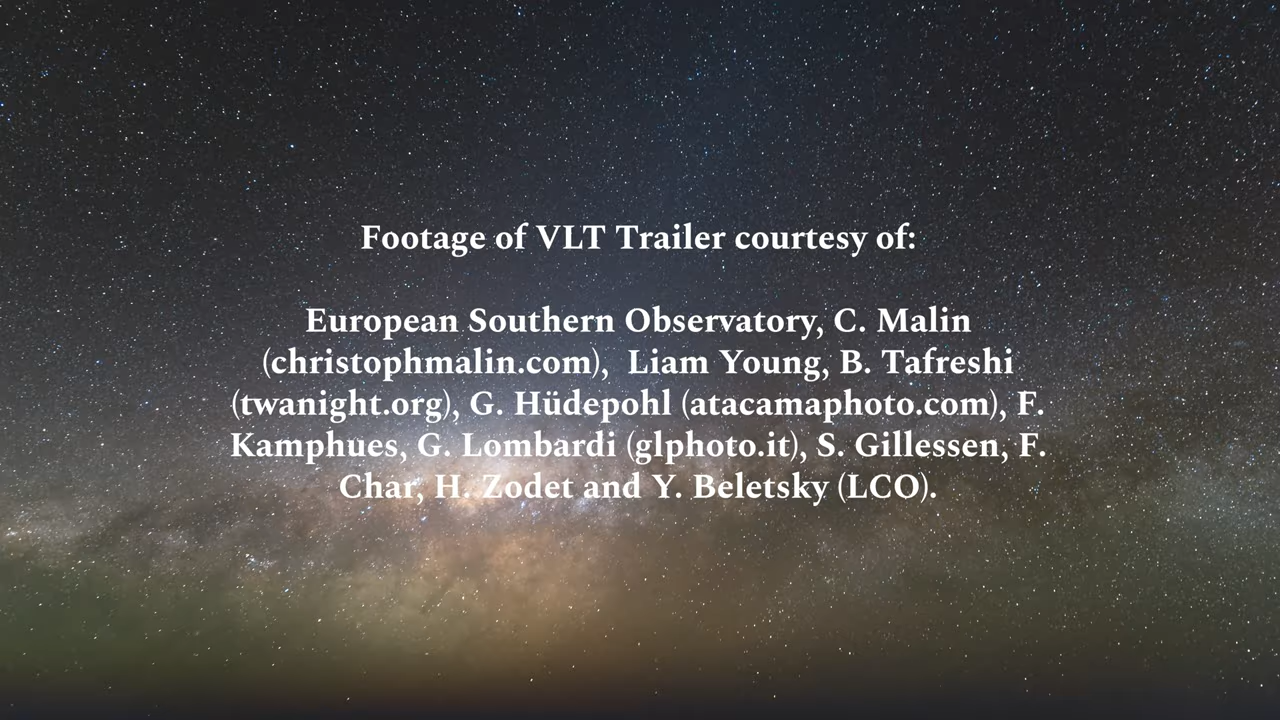 Footage of VLT Trailer courtesy of:
European Southern Observatory, C. Malin
(christophmalin.com),  Liam Young, B. Tafreshi
(twanight.org), G. Hüdepohl (atacamaphoto.com), F.
Kamphues, G. Lombardi (glphoto.it), S. Gillessen, F.
Char, H. Zodet and Y. Beletsky (LCO).